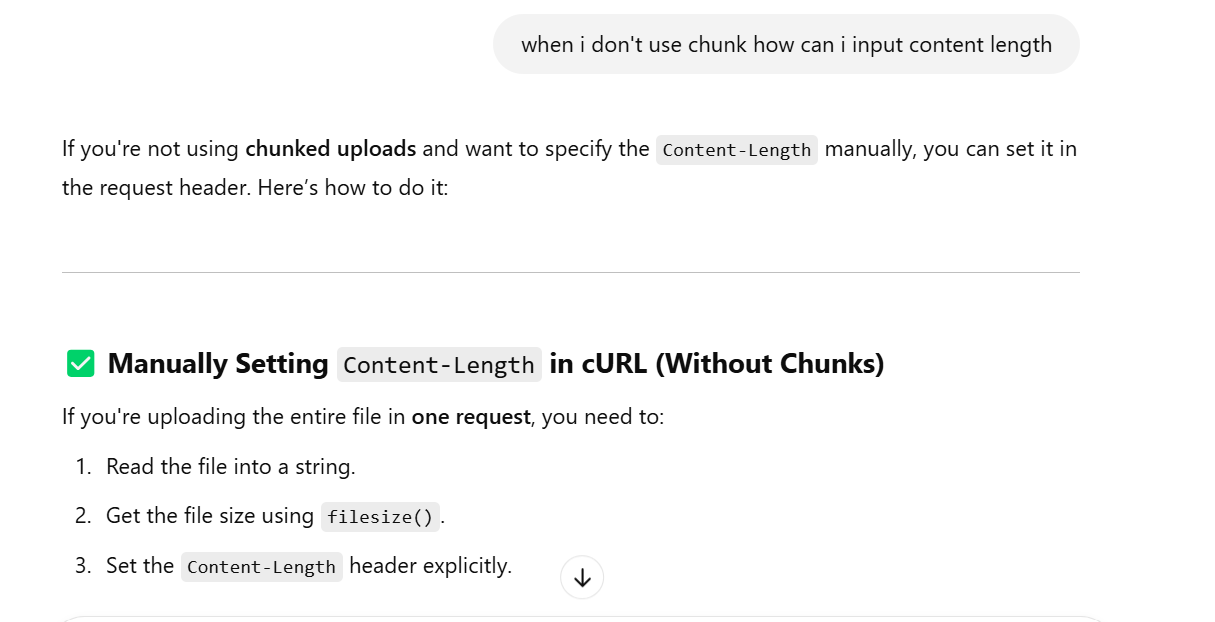 when i don't use chunk how can i input content length
If you're not using chunked uploads and want to specify the Content-Length manually, you can set it in
the request header. Here’s how to do it:
✅ Manually Setting Content-Length in cURL (Without Chunks)
If you're uploading the entire file in one request, you need to:
1. Read the file into a string.
2. Get the file size using filesize().
3. Set the Content-Length header explicitly.